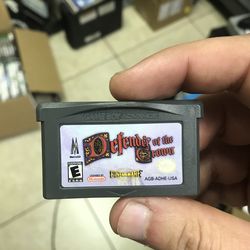 GAME BOY ADVANCE
Defender of the
Crown
E
AGB-ADHE-USA